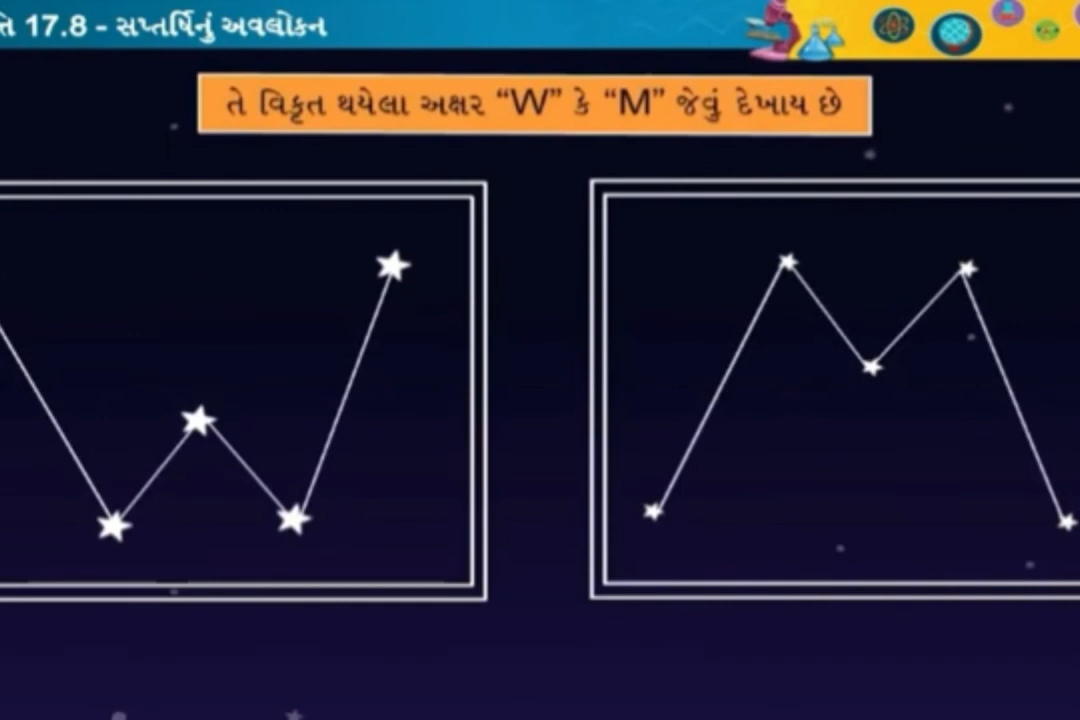 17.8 - સપ્તર્ષિનું અવલોકન
તે વિકૃત થયેલા અક્ષર “W” કે “M” જેવું દેખાય છે